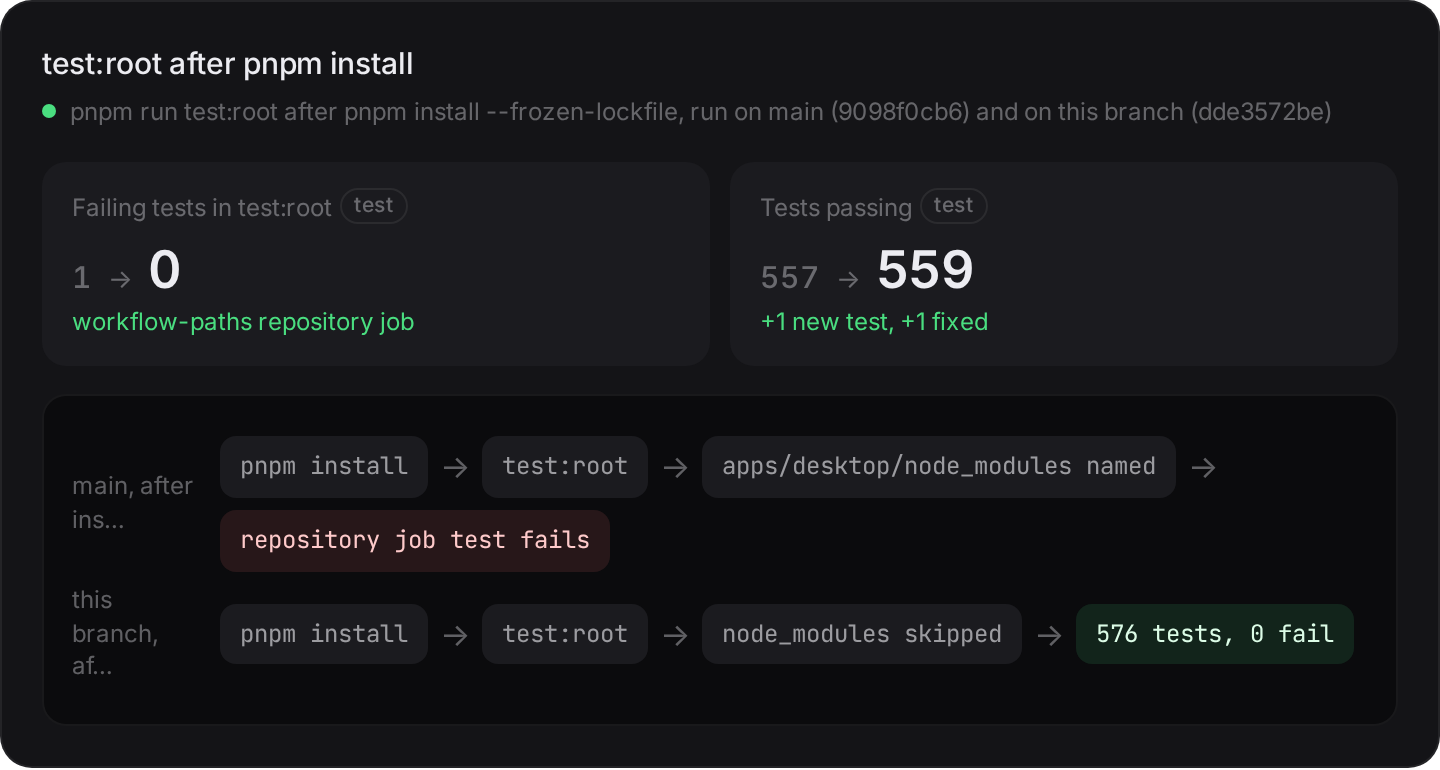 test:root after pnpm install
pnpm run test:root after pnpm install --frozen-lockfile, run on main (9098f0cb6) and on this branch (dde3572be)
Failing tests in test:root test
1 → 0
workflow-paths repository job
Tests passing test
557 → 559
+1 new test, +1 fixed
main, after
ins...
pnpm install → test:root → apps/desktop/node_modules named →
repository job test fails
this
branch,
af...
pnpm install → test:root → node_modules skipped → 576 tests, 0 fail